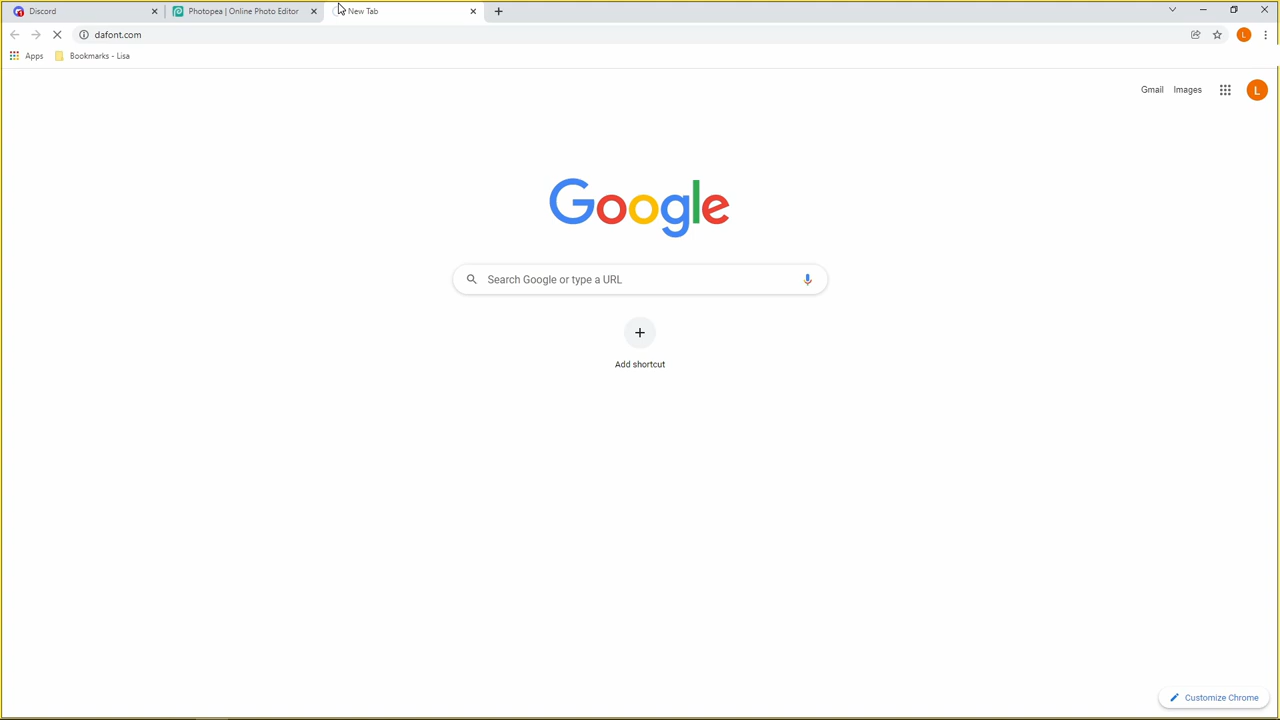 Discord
Photopea | Online Photo Editor
New Tab
dafont.com
L
Apps
Bookmarks - Lisa
Gmail
Images
L
Google
Search Google or type a URL
Add shortcut
Customize Chrome